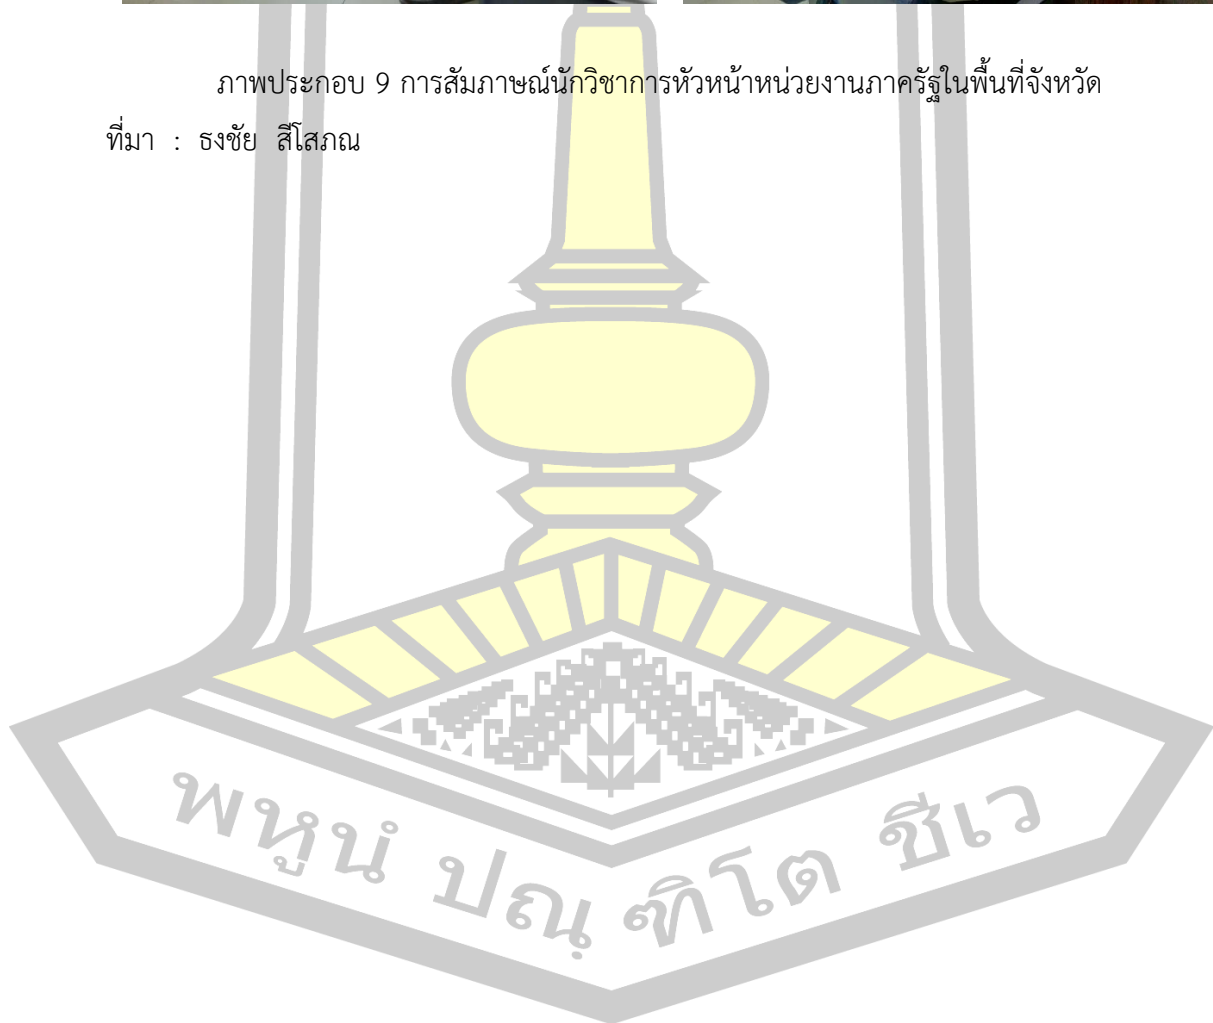 ภาพประกอบ 9 การสัมภาษณ์นักวิชาการหัวหน้าหน่วยงานภาครัฐในพื้นที่จังหวัด
ที่มา : ธงชัย สีโสภณ
พหูนํ ปณฺฑิโต ชีเว